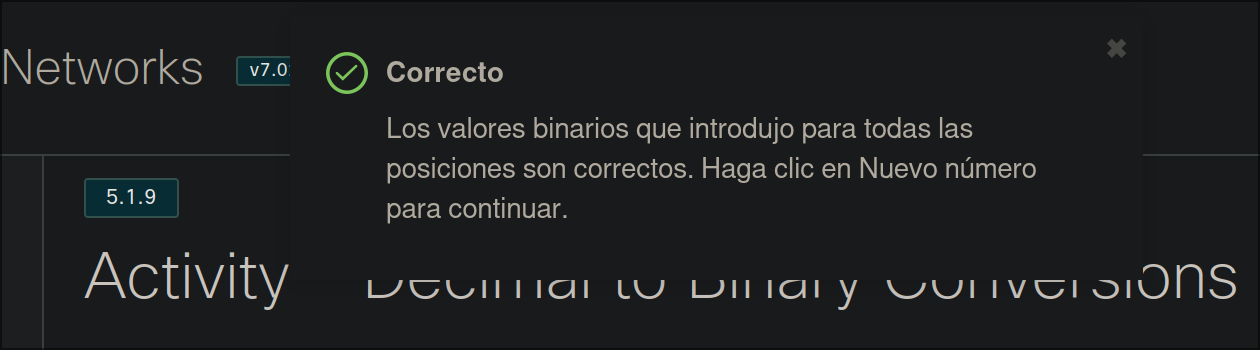 Networks
v7.0
Correcto
Los valores binarios que introdujo para todas las
posiciones son correctos. Haga clic en Nuevo número
para continuar.
5.1.9
Activity Decimal to Binary Conversions